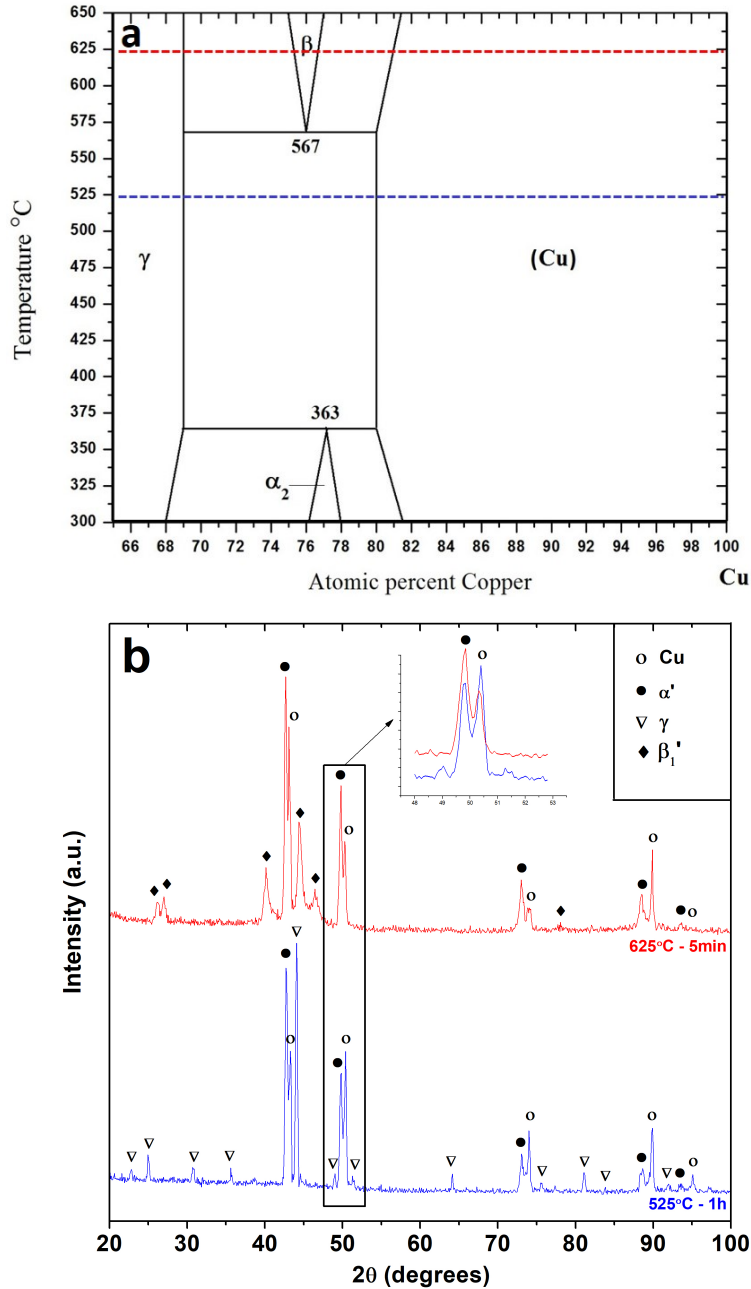 a
650
625
600
575
550
525
500
475
450
425
400
375
350
325
300
Temperature °C
β
567
γ
(Cu)
363
α2
66 68 70 72 74 76 78 80 82 84 86 88 90 92 94 96 98 100
Atomic percent Copper
Cu
b
Intensity (a.u.)
48 49 50 51 52 53
Cu
α'
γ
β1'
625°C - 5min
525°C - 1h
20 30 40 50 60 70 80 90 100
2θ (degrees)